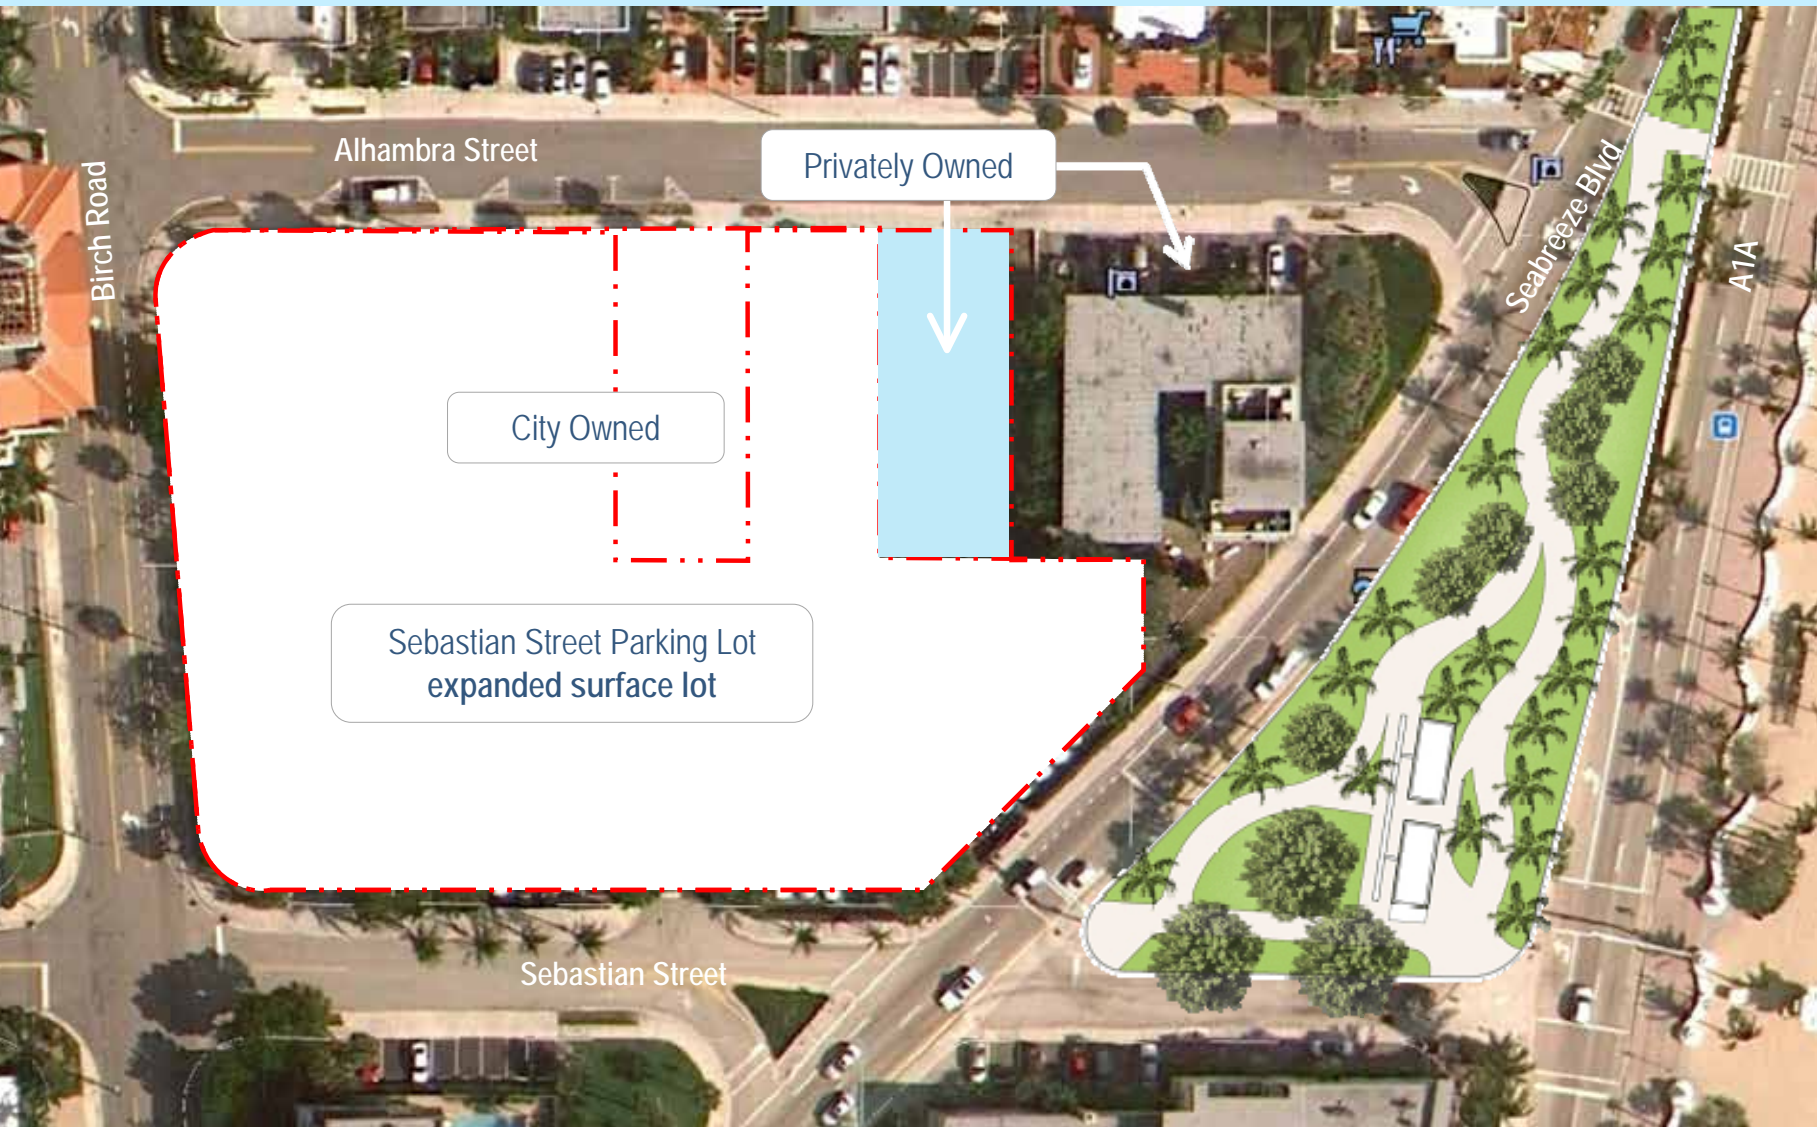 Alhambra Street
Privately Owned
Birch Road
Seabreeze Blvd
A1A
City Owned
Sebastian Street Parking Lot
expanded surface lot
Sebastian Street